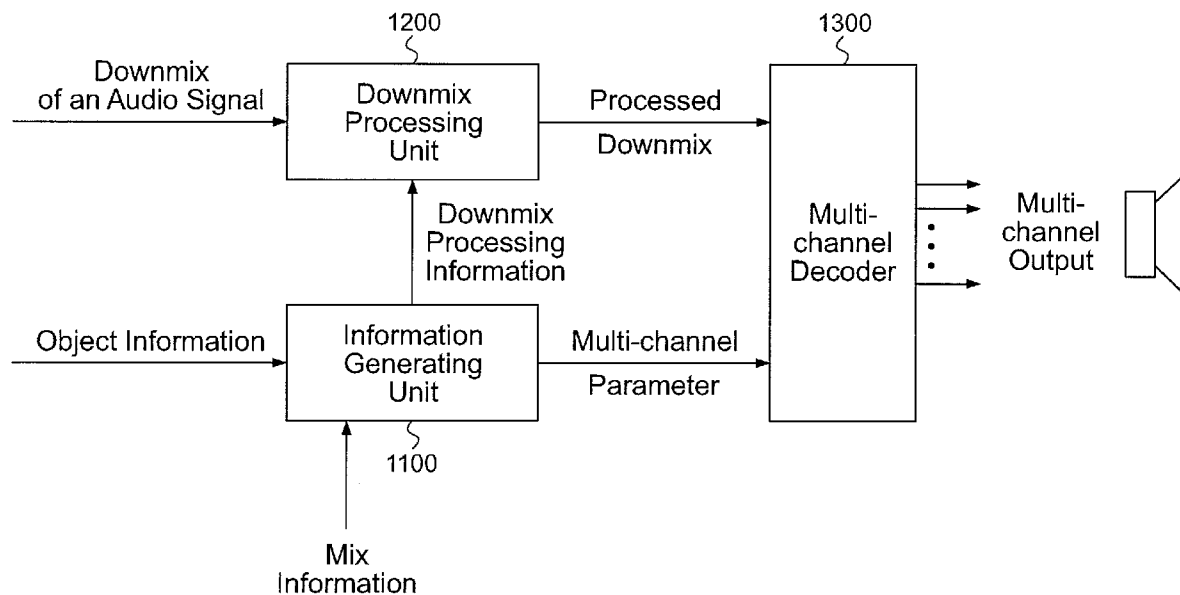 1200
1300
Downmix
of an Audio Signal
Downmix
Processing
Unit
Processed
Downmix
Downmix
Processing
Information
Multi-
channel
Decoder
Multi-
channel
Output
Object Information
Information
Generating
Unit
Multi-channel
Parameter
1100
Mix
Information